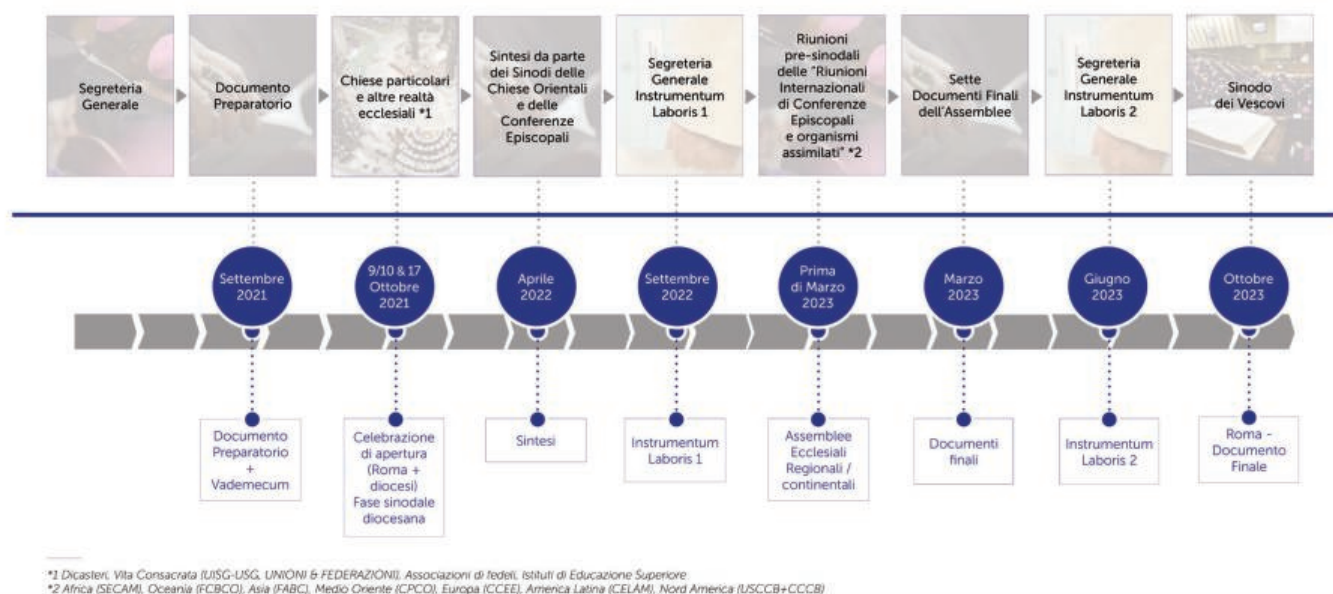 Segreteria
Generale
Documento
Preparatorio
Chiese particolari
e altre realtà
ecclesiali *1
Sintesi da parte
dei Sinodi delle
Chiese Orientali
e delle
Conferenze
Episcopali
Segreteria
Generale
Instrumentum
Laboris 1
Riunioni
pre-sinodali
delle "Riunioni
Internazionali
di Conferenze
Episcopali
e organismi
assimilati" *2
Sette
Documenti Finali
dell'Assemblee
Segreteria
Generale
Instrumentum
Laboris 2
Sinodo
dei Vescovi
Settembre
2021
9/10 & 17
Ottobre
2021
Aprile
2022
Settembre
2022
Prima
di Marzo
2023
Marzo
2023
Giugno
2023
Ottobre
2023
Documento
Preparatorio
+
Vademecum
Celebrazione
di apertura
(Roma +
diocesi)
Fase sinodale
diocesana
Sintesi
Instrumentum
Laboris 1
Assemblee
Ecclesiali
Regionali /
continentali
Documenti
finali
Instrumentum
Laboris 2
Roma -
Documento
Finale
*1 Dicasteri, Vita Consacrata (UISG-USG, UNIONI & FEDERAZIONI), Associazioni di fedeli, Istituti di Educazione Superiore
*2 Africa (SECAM), Oceania (FCBCO), Asia (FABC), Medio Oriente (CPCO), Europa (CCEE), America Latina (CELAM), Nord America (USCCB+CCCB)